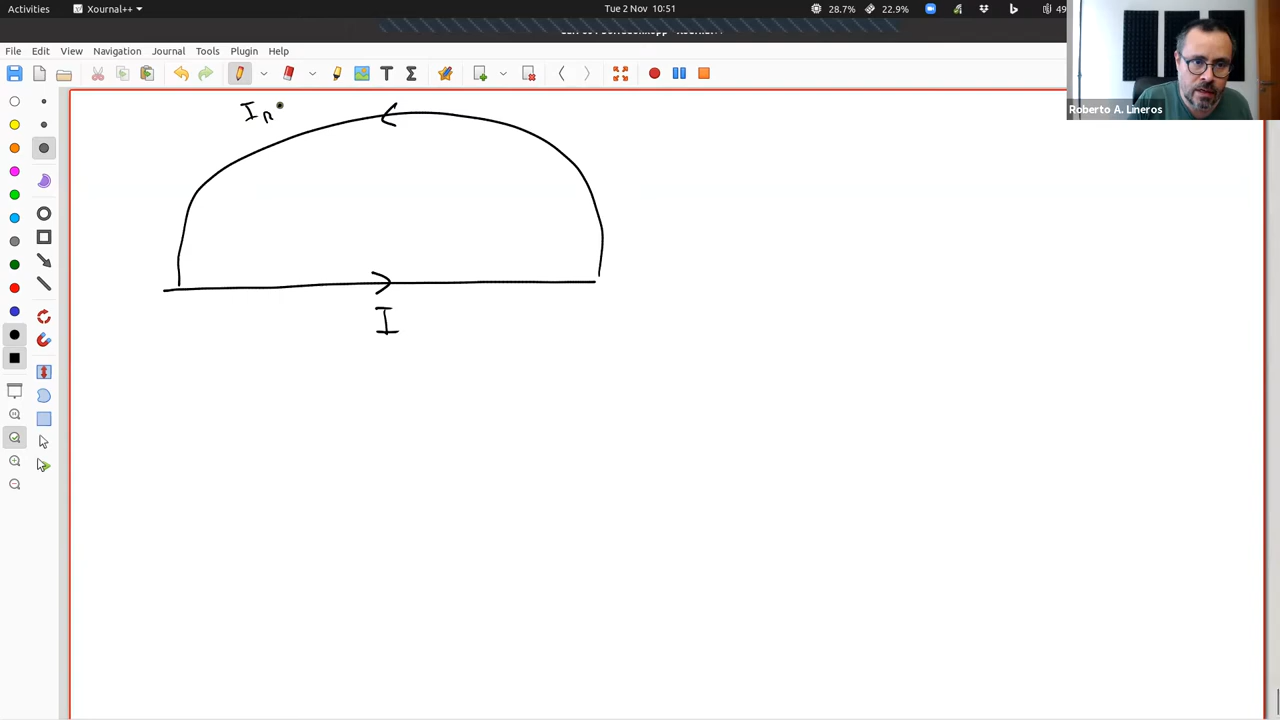 Activities
Xournal++
Tue 2 Nov 10:51
28.7%
22.9%
File Edit View Navigation Journal Tools Plugin Help
Roberto A. Lineros
I
I